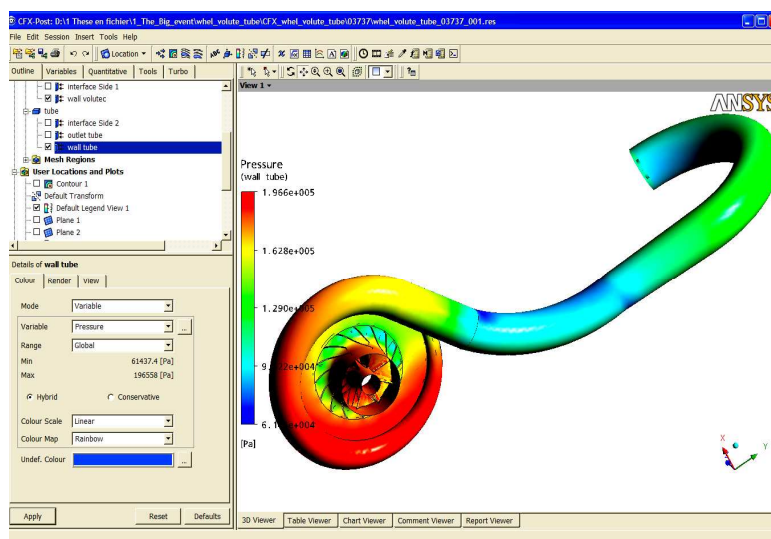 CFX-Post: D:\1 These en fichier\1_The_Big_event\whel_volute_tube\CFX_whel_volute_tube\03737\whel_volute_tube_03737_001.res
File Edit Session Insert Tools Help
Location
Outline Variables Quantitative Tools Turbo
interface Side 1
wall volutec
tube
interface Side 2
outlet tube
wall tube
Mesh Regions
User Locations and Plots
Contour 1
Default Transform
Default Legend View 1
Plane 1
Plane 2
Details of wall tube
Colour Render View
Mode Variable
Variable Pressure ...
Range Global
Min 61437.4 [Pa]
Max 196558 [Pa]
Hybrid Conservative
Colour Scale Linear
Colour Map Rainbow
Undef. Colour ...
Apply Reset Defaults
View 1
ANSYS
Pressure
(wall tube)
1.966e+005
1.628e+005
1.290e+005
[Pa]
X Y
3D Viewer Table Viewer Chart Viewer Comment Viewer Report Viewer